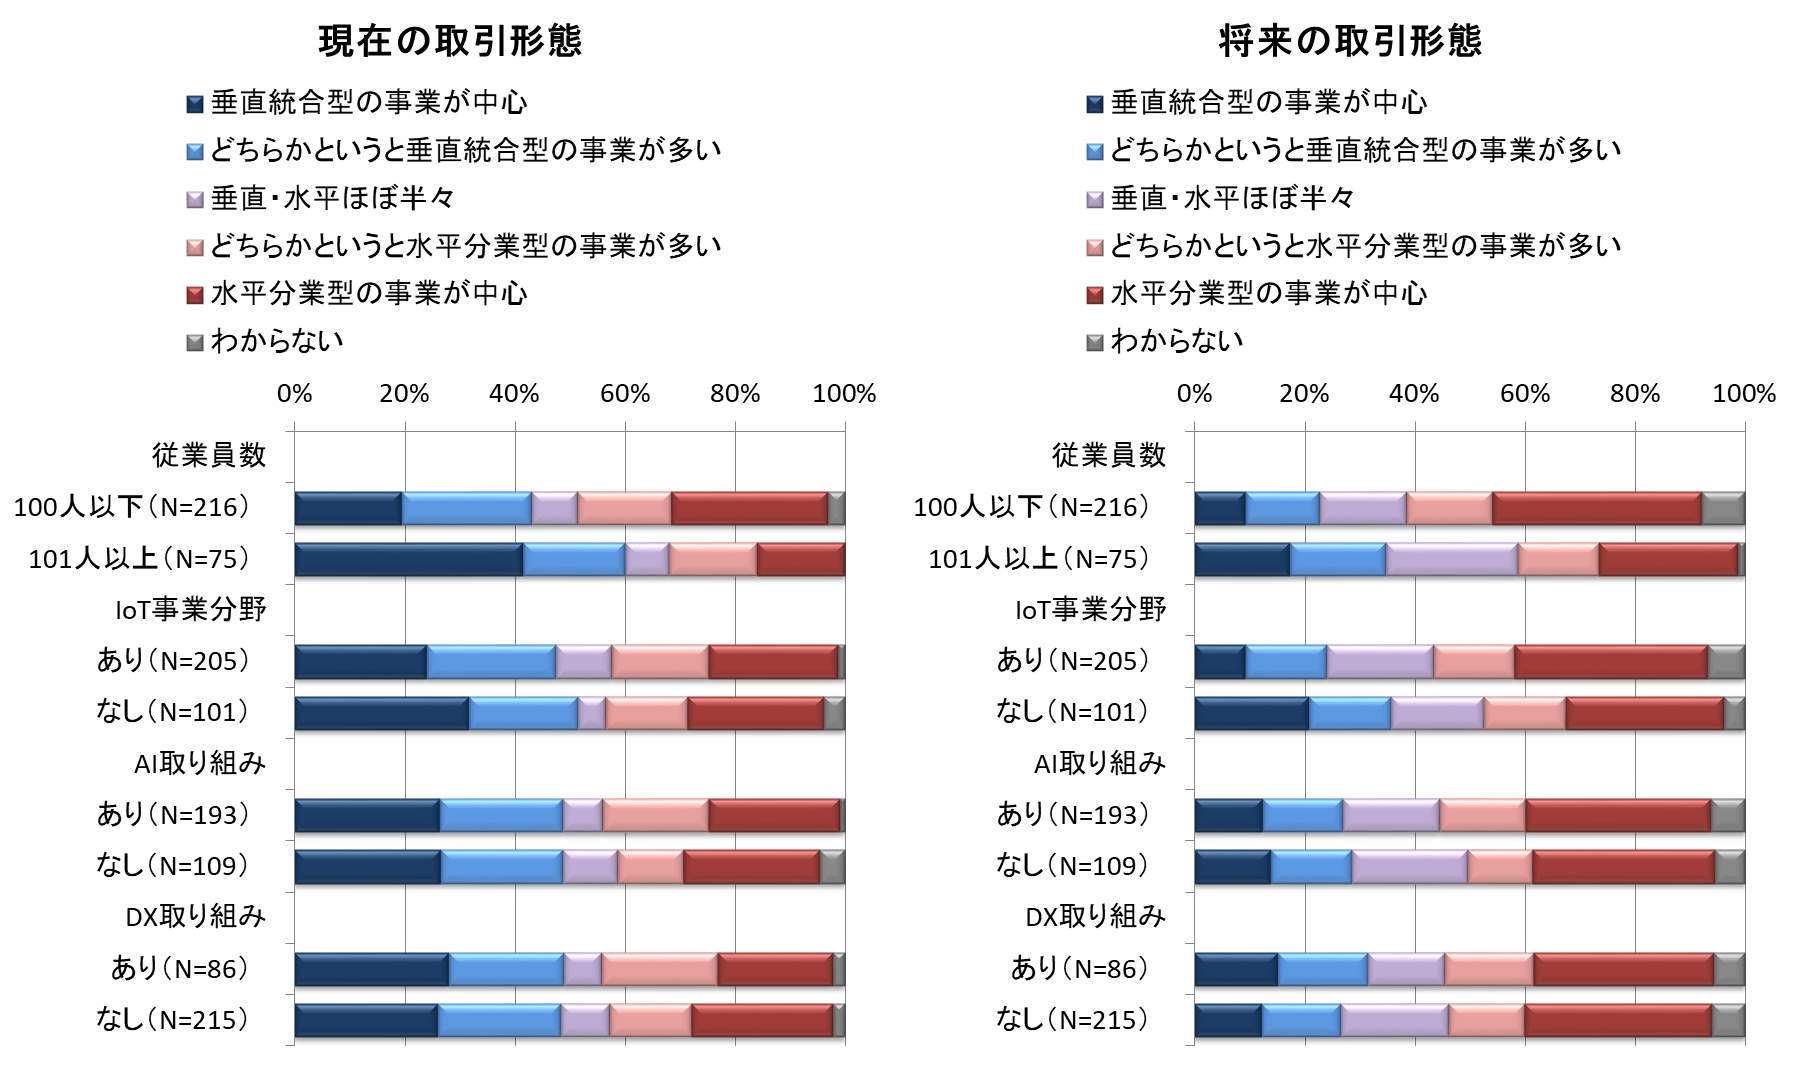 現在の取引形態
垂直統合型の事業が中心
どちらかというと垂直統合型の事業が多い
垂直・水平ほぼ半々
どちらかというと水平分業型の事業が多い
水平分業型の事業が中心
わからない
0% 20% 40% 60% 80% 100%
従業員数
100人以下（N=216）
101人以上（N=75）
IoT事業分野
あり（N=205）
なし（N=101）
AI取り組み
あり（N=193）
なし（N=109）
DX取り組み
あり（N=86）
なし（N=215）
将来の取引形態
垂直統合型の事業が中心
どちらかというと垂直統合型の事業が多い
垂直・水平ほぼ半々
どちらかというと水平分業型の事業が多い
水平分業型の事業が中心
わからない
0% 20% 40% 60% 80% 100%
従業員数
100人以下（N=216）
101人以上（N=75）
IoT事業分野
あり（N=205）
なし（N=101）
AI取り組み
あり（N=193）
なし（N=109）
DX取り組み
あり（N=86）
なし（N=215）